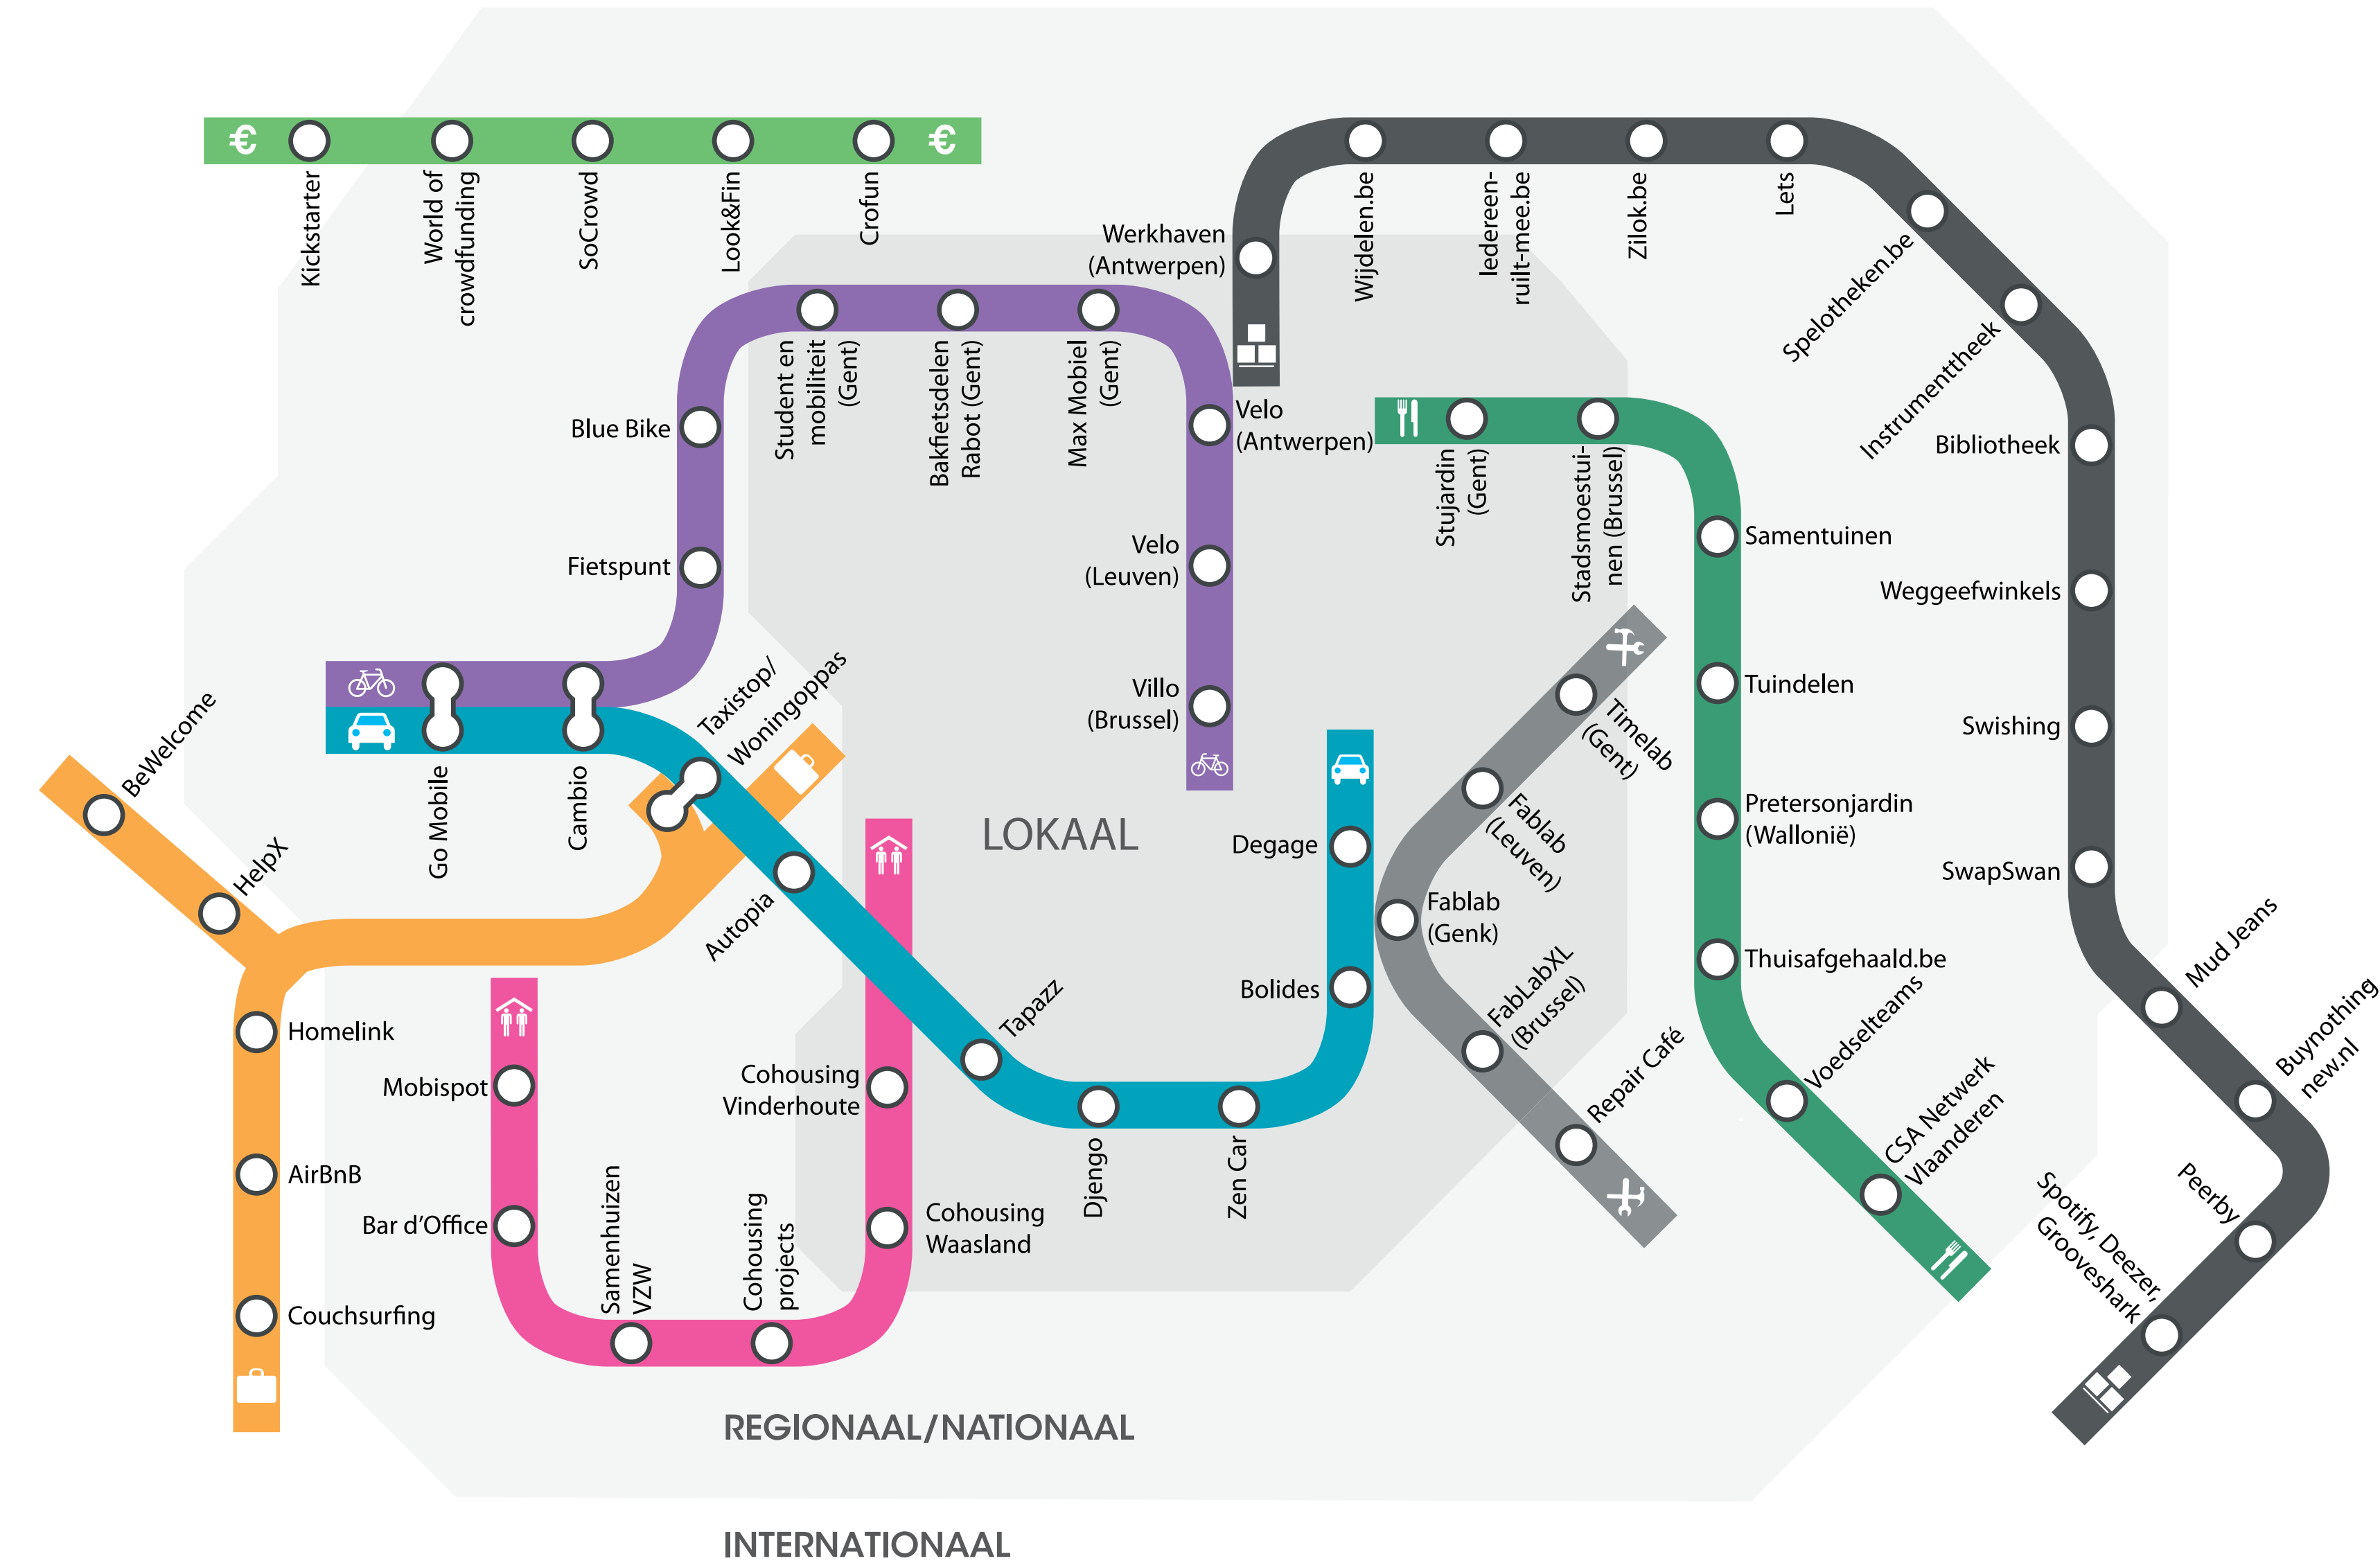 €
€
Kickstarter
World of
crowdfunding
SoCrowd
Look&Fin
Crofun
Werkhaven
(Antwerpen)
Wijdelen.be
Iedereen-
ruilt-mee.be
Zilok.be
Lets
Spelotheken.be
Instrumenttheek
Bibliotheek
Weggeefwinkels
Swishing
SwapSwan
Mud Jeans
Buynothing
new.nl
Peerby
Spotify, Deezer,
Grooveshark
Blue Bike
Fietspunt
Student en
mobiliteit
(Gent)
Bakfietsdelen
Rabot (Gent)
Max Mobiel
(Gent)
Velo
(Antwerpen)
Velo
(Leuven)
Villo
(Brussel)
Stujardin
(Gent)
Stadsmoestui-
nen (Brussel)
Samentuinen
Tuindelen
Pretersonjardin
(Wallonië)
Thuisafgehaald.be
Voedselteams
CSA Netwerk
Vlaanderen
Taxistop/
Woningoppas
BeWelcome
HelpX
Go Mobile
Cambio
Autopia
Tapazz
Djengo
Zen Car
Bolides
Degage
LOKAAL
Timelab
(Gent)
Fablab
(Leuven)
Fablab
(Genk)
FabLabXL
(Brussel)
Repair Café
Homelink
AirBnB
Couchsurfing
Mobispot
Bar d’Office
Samenhuizen
VZW
Cohousing
projects
Cohousing
Vinderhoute
Cohousing
Waasland
REGIONAAL/NATIONAAL
INTERNATIONAAL